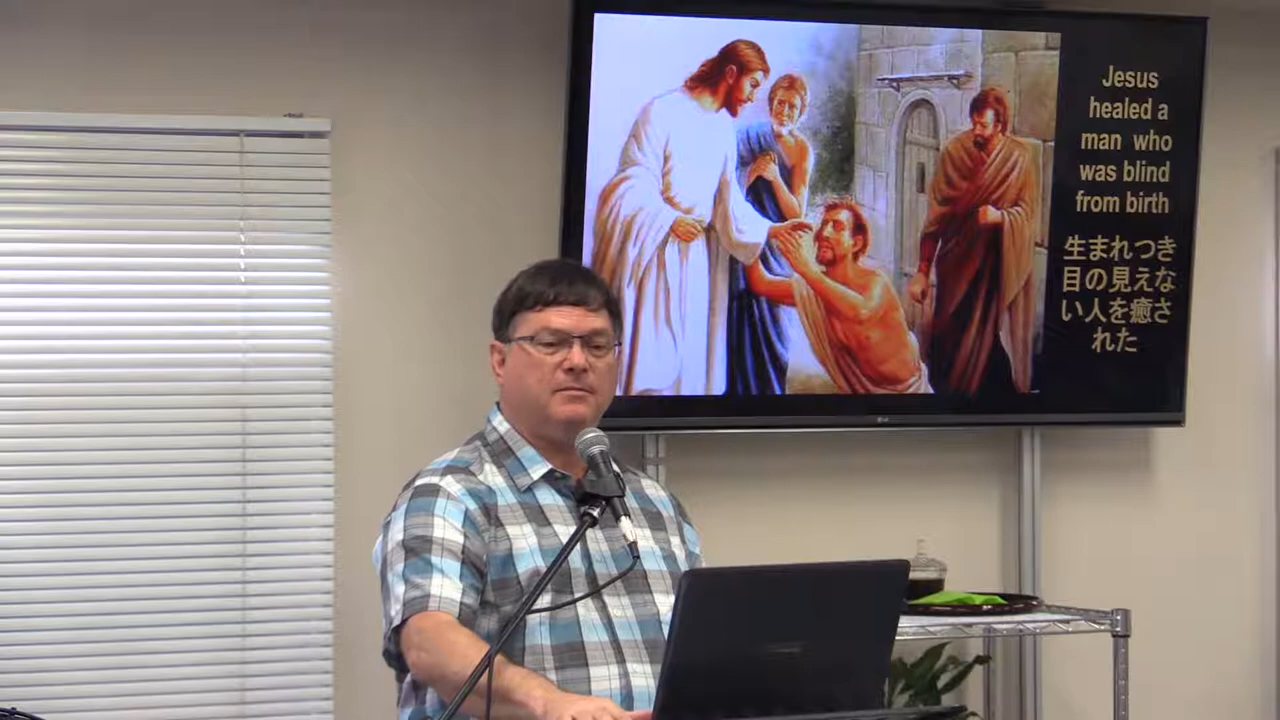 Jesus
healed a
man who
was blind
from birth
生まれつき
目の見えな
い人を癒さ
れた
LG